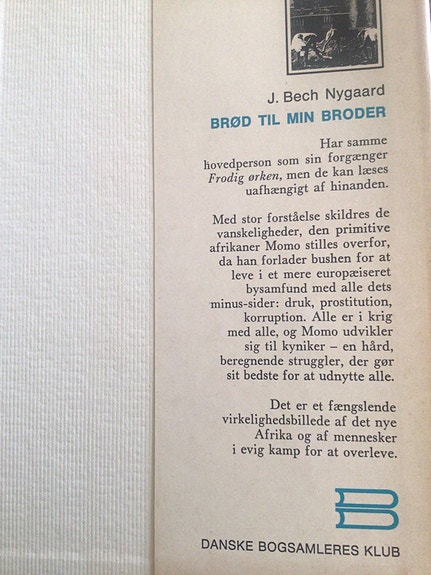 J. Bech Nygaard
BRØD TIL MIN BRODER
Har samme
hovedperson som sin forgænger
Frodig ørken, men de kan læses
uafhængigt af hinanden.
Med stor forståelse skildres de
vanskeligheder, den primitive
afrikaner Momo stilles overfor,
da han forlader bushen for at
leve i et mere europæiseret
bysamfund med alle dets
minus-sider: druk, prostitution,
korruption. Alle er i krig
med alle, og Momo udvikler
sig til kyniker – en hård,
beregnende struggler, der gør
sit bedste for at udnytte alle.
Det er et fængslende
virkelighedsbillede af det nye
Afrika og af mennesker
i evig kamp for at overleve.
DANSKE BOGSAMLERES KLUB